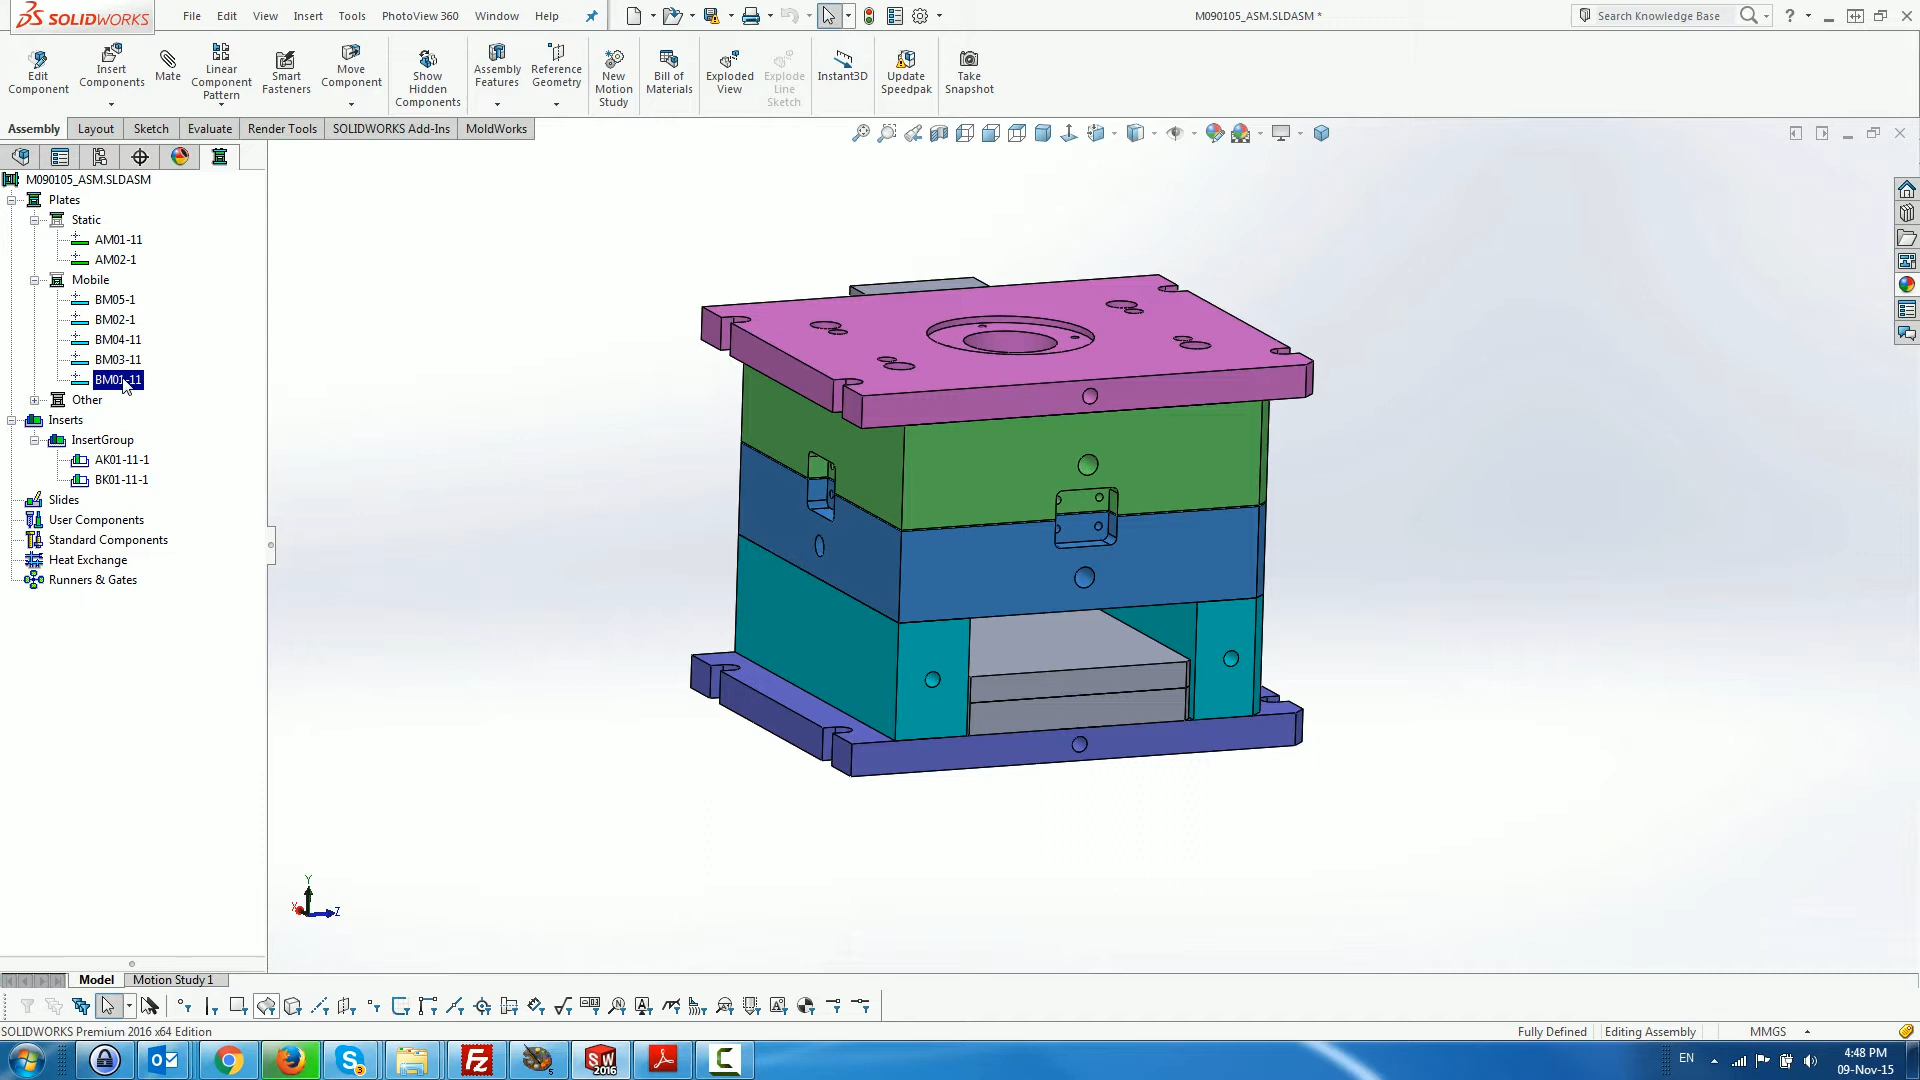 SOLIDWORKS File Edit View Insert Tools PhotoView 360 Window Help M090105_ASM.SLDASM * Search Knowledge Base ?
Edit Component
Insert Components
Mate
Linear Component Pattern
Smart Fasteners
Move Component
Show Hidden Components
Assembly Features
Reference Geometry
New Motion Study
Bill of Materials
Exploded View
Explode Line Sketch
Instant3D
Update Speedpak
Take Snapshot
Assembly Layout Sketch Evaluate Render Tools SOLIDWORKS Add-Ins MoldWorks
M090105_ASM.SLDASM
Plates
Static
AM01-11
AM02-1
Mobile
BM05-1
BM02-1
BM04-11
BM03-11
BM01-11
Other
Inserts
InsertGroup
AK01-11-1
BK01-11-1
Slides
User Components
Standard Components
Heat Exchange
Runners & Gates
Y
X
Z
Model Motion Study 1
SOLIDWORKS Premium 2016 x64 Edition Fully Defined Editing Assembly MMGS
EN 4:48 PM
09-Nov-15